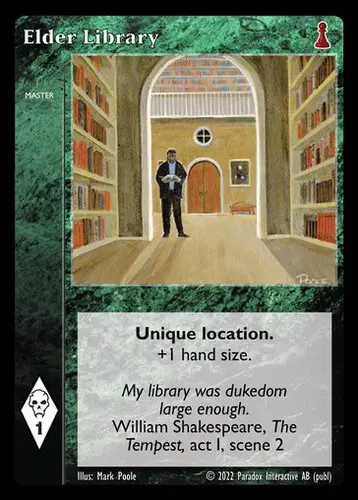 Elder Library
MASTER
POOLE
Unique location.
+1 hand size.
My library was dukedom
large enough.
William Shakespeare, The
Tempest, act I, scene 2
1
Illus: Mark Poole © 2022 Paradox Interactive AB (publ)